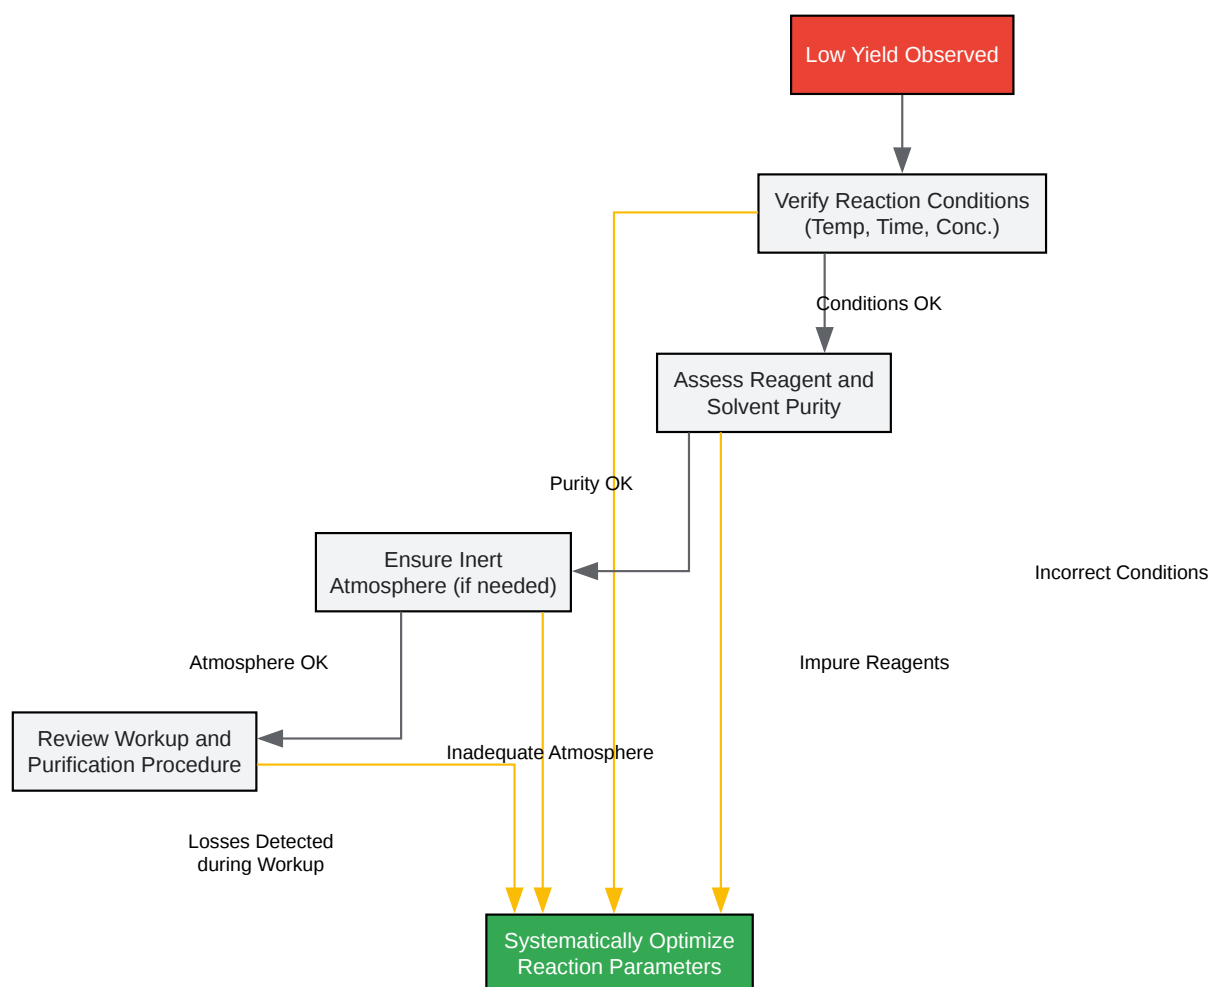 Low Yield Observed
Verify Reaction Conditions
(Temp, Time, Conc.)
Conditions OK
Assess Reagent and
Solvent Purity
Purity OK
Ensure Inert
Atmosphere (if needed)
Incorrect Conditions
Atmosphere OK
Impure Reagents
Review Workup and
Purification Procedure
Inadequate Atmosphere
Losses Detected
during Workup
Systematically Optimize
Reaction Parameters